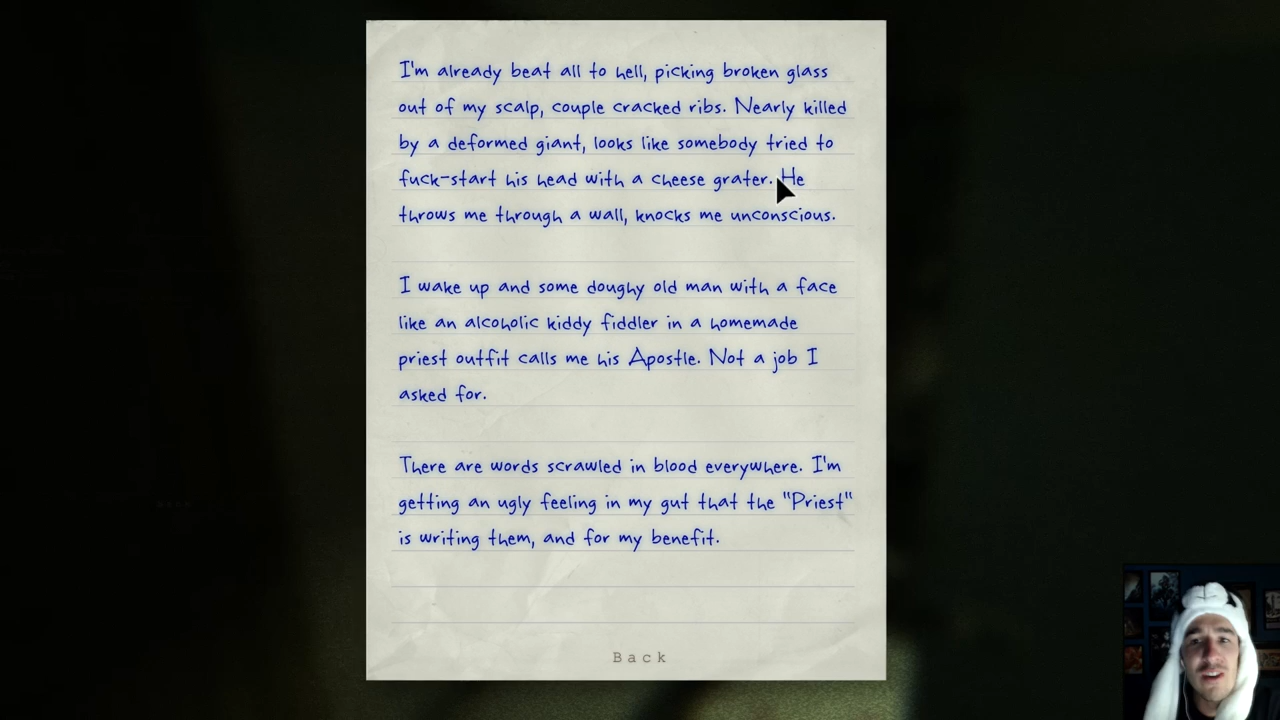 I'm already beat all to hell, picking broken glass
out of my scalp, couple cracked ribs. Nearly killed
by a deformed giant, looks like somebody tried to
fuck-start his head with a cheese grater. He
throws me through a wall, knocks me unconscious.
I wake up and some doughy old man with a face
like an alcoholic kiddy fiddler in a homemade
priest outfit calls me his Apostle. Not a job I
asked for.
There are words scrawled in blood everywhere. I'm
getting an ugly feeling in my gut that the "Priest"
is writing them, and for my benefit.
Back